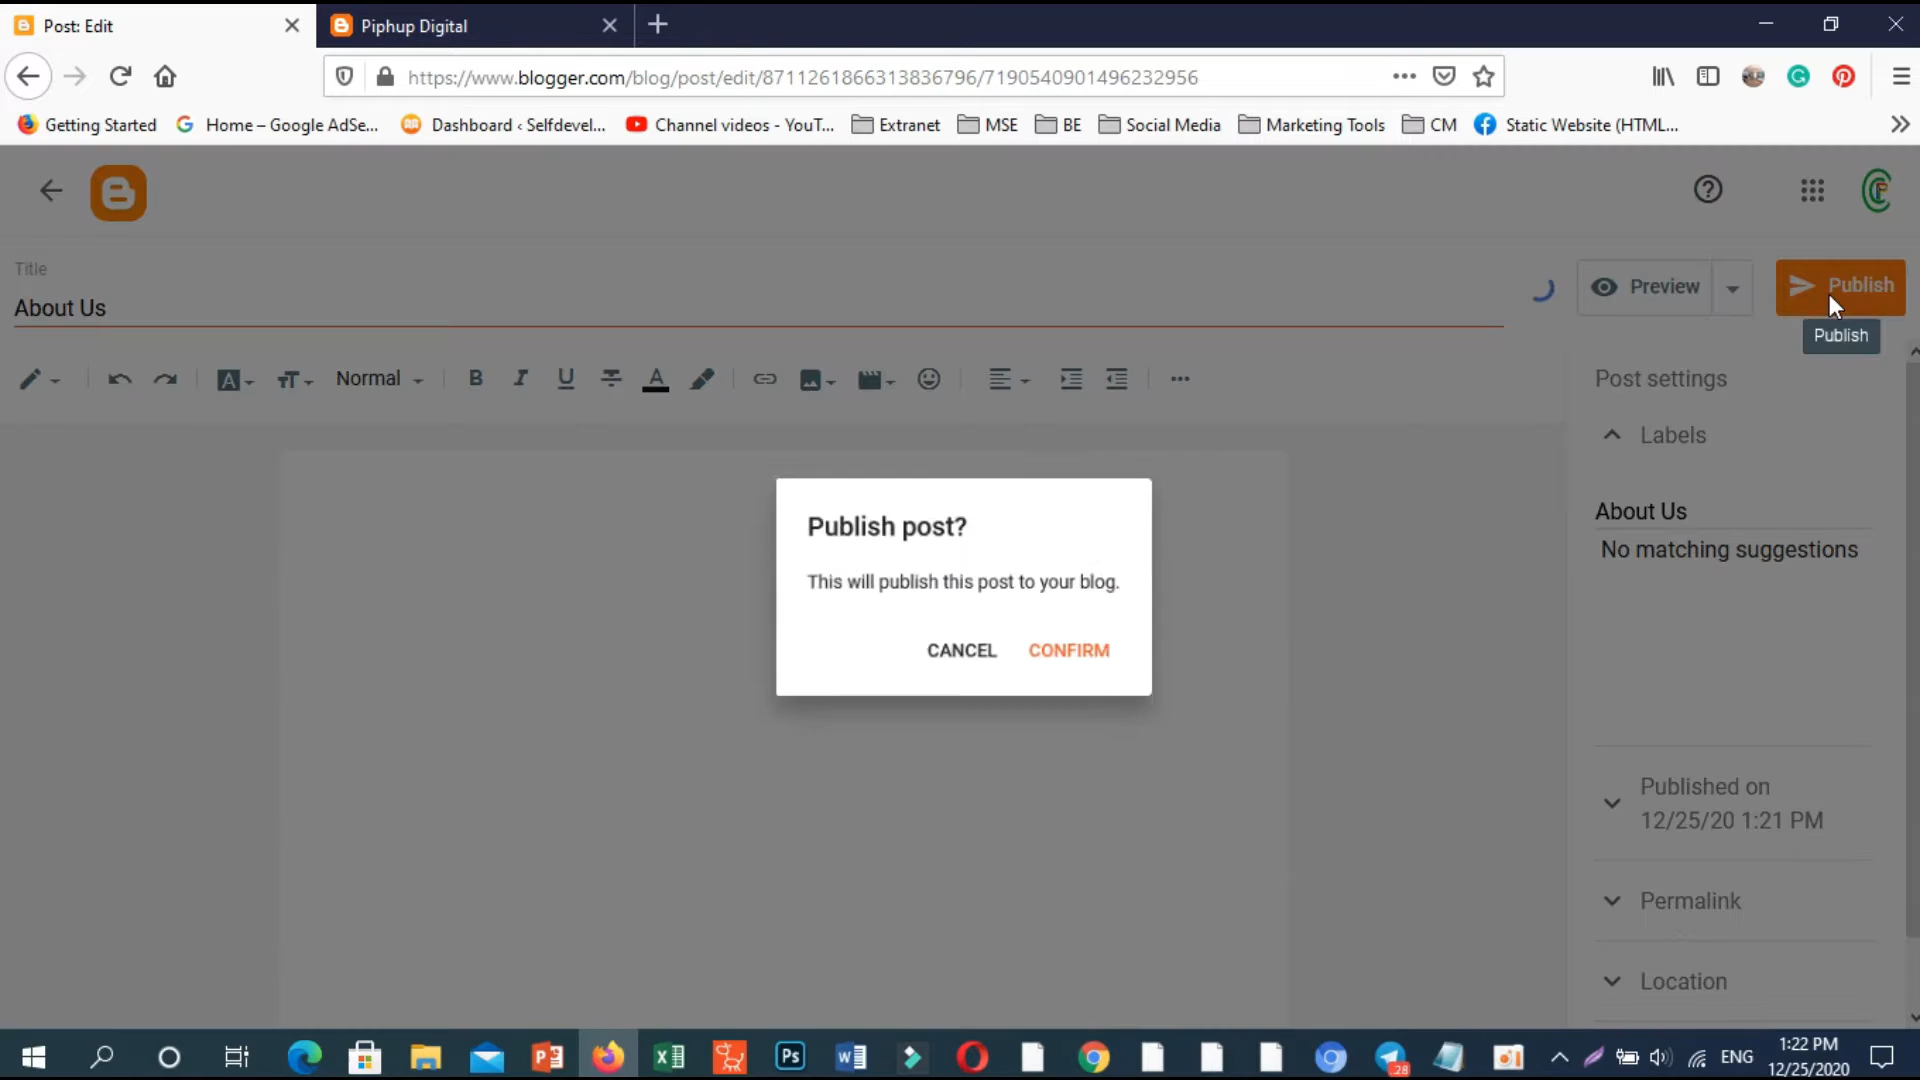 Post: Edit
Piphup Digital
https://www.blogger.com/blog/post/edit/8711261866313836796/7190540901496232956
Getting Started
Home – Google AdSe...
Dashboard ‹ Selfdevel...
Channel videos - YouT...
Extranet
MSE
BE
Social Media
Marketing Tools
CM
Static Website (HTML...
Title
About Us
Preview
Publish
Publish
Normal
Post settings
Labels
About Us
No matching suggestions
Publish post?
This will publish this post to your blog.
CANCEL
CONFIRM
Published on
12/25/20 1:21 PM
Permalink
Location
28
ENG
1:22 PM
12/25/2020